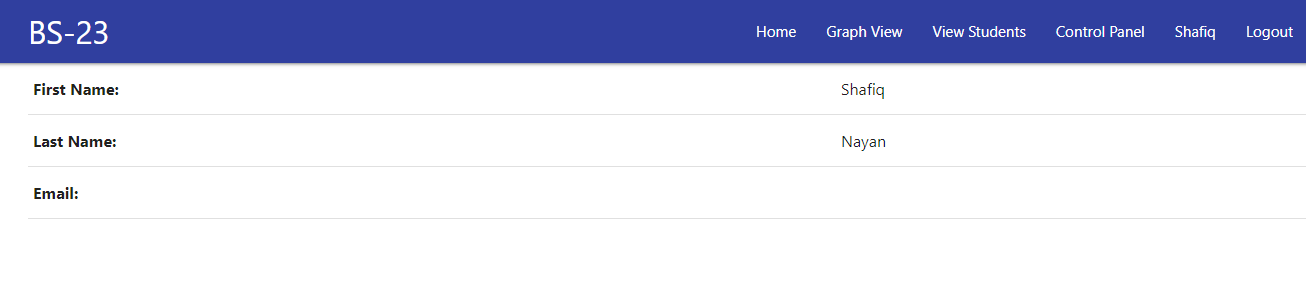 BS-23 Home Graph View View Students Control Panel Shafiq Logout
First Name: Shafiq
Last Name: Nayan
Email: